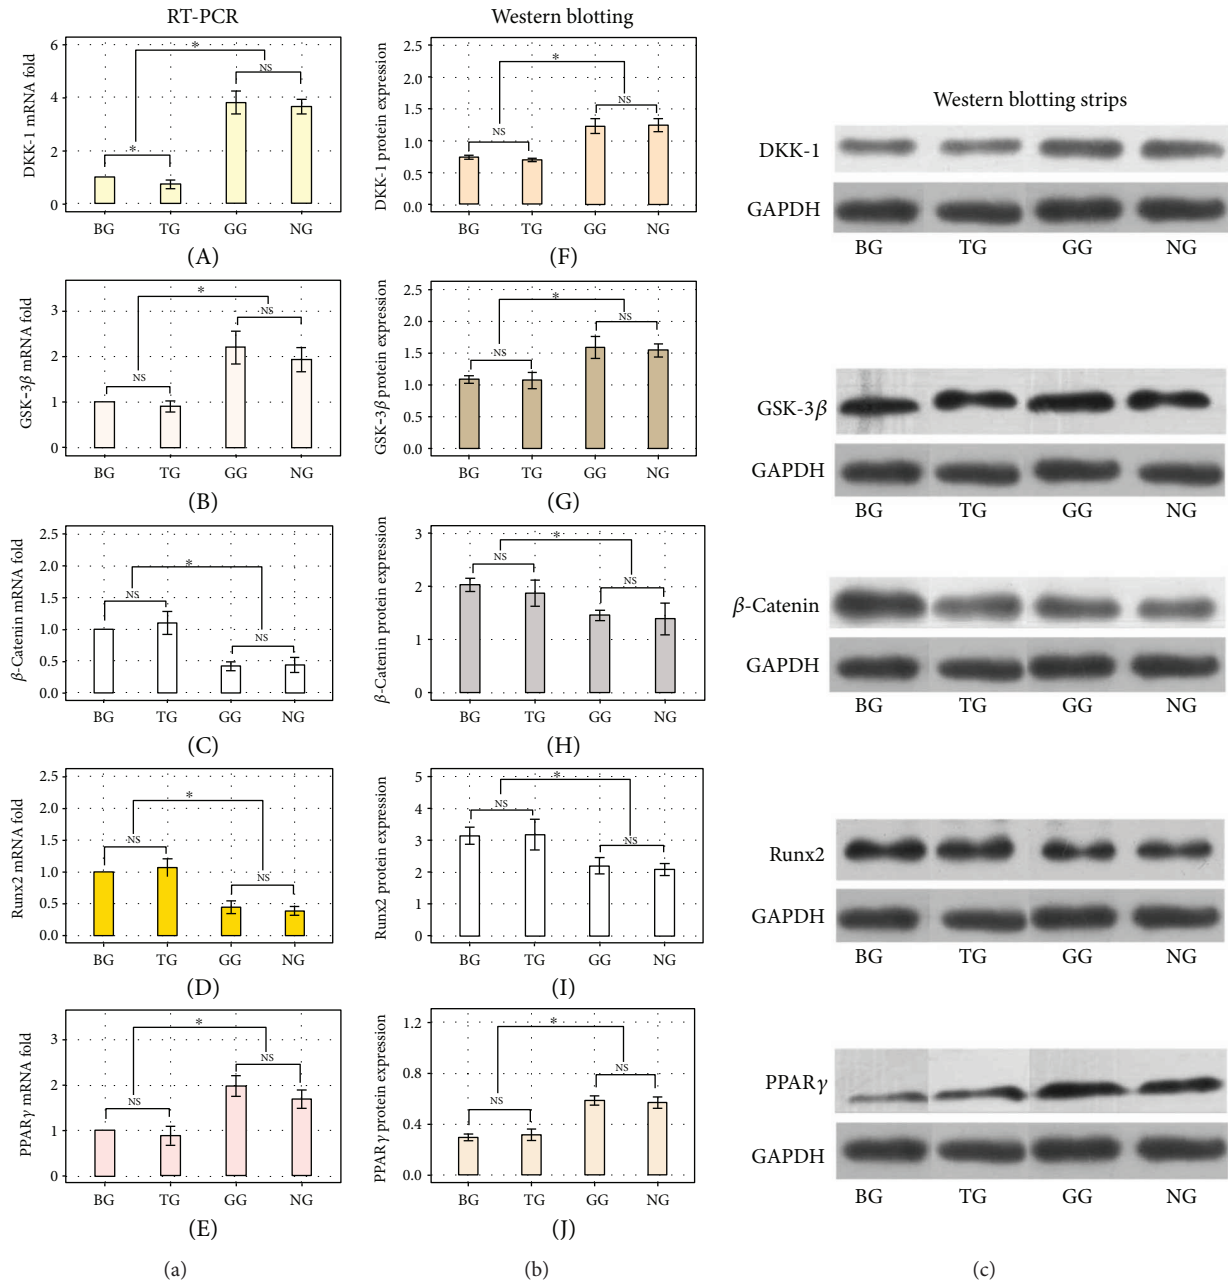 RT-PCR
DKK-1 mRNA fold
6
4
2
0
*
NS
*
BG TG GG NG
(A)
GSK-3β mRNA fold
3
2
1
0
*
NS
NS
BG TG GG NG
(B)
β-Catenin mRNA fold
2.5
2.0
1.5
1.0
0.5
0.0
*
NS
NS
BG TG GG NG
(C)
Runx2 mRNA fold
2.5
2.0
1.5
1.0
0.5
0.0
*
NS
NS
BG TG GG NG
(D)
PPARγ mRNA fold
3
2
1
0
*
NS
NS
BG TG GG NG
(E)
(a)
Western blotting
DKK-1 protein expression
2.5
2.0
1.5
1.0
0.5
0.0
*
NS
NS
BG TG GG NG
(F)
GSK-3β protein expression
2.5
2.0
1.5
1.0
0.5
0.0
*
NS
NS
BG TG GG NG
(G)
β-Catenin protein expression
3
2
1
0
*
NS
NS
BG TG GG NG
(H)
Runx2 protein expression
5
4
3
2
1
0
*
NS
NS
BG TG GG NG
(I)
PPARγ protein expression
1.2
0.8
0.4
0.0
*
NS
NS
BG TG GG NG
(J)
(b)
Western blotting strips
DKK-1
GAPDH
BG TG GG NG
GSK-3β
GAPDH
BG TG GG NG
β-Catenin
GAPDH
BG TG GG NG
Runx2
GAPDH
BG TG GG NG
PPARγ
GAPDH
BG TG GG NG
(c)